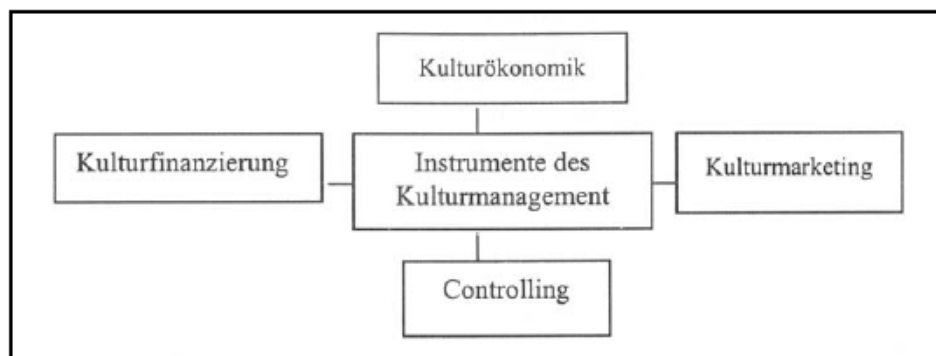 Kulturökonomik
Kulturfinanzierung
Instrumente des
Kulturmanagement
Kulturmarketing
Controlling